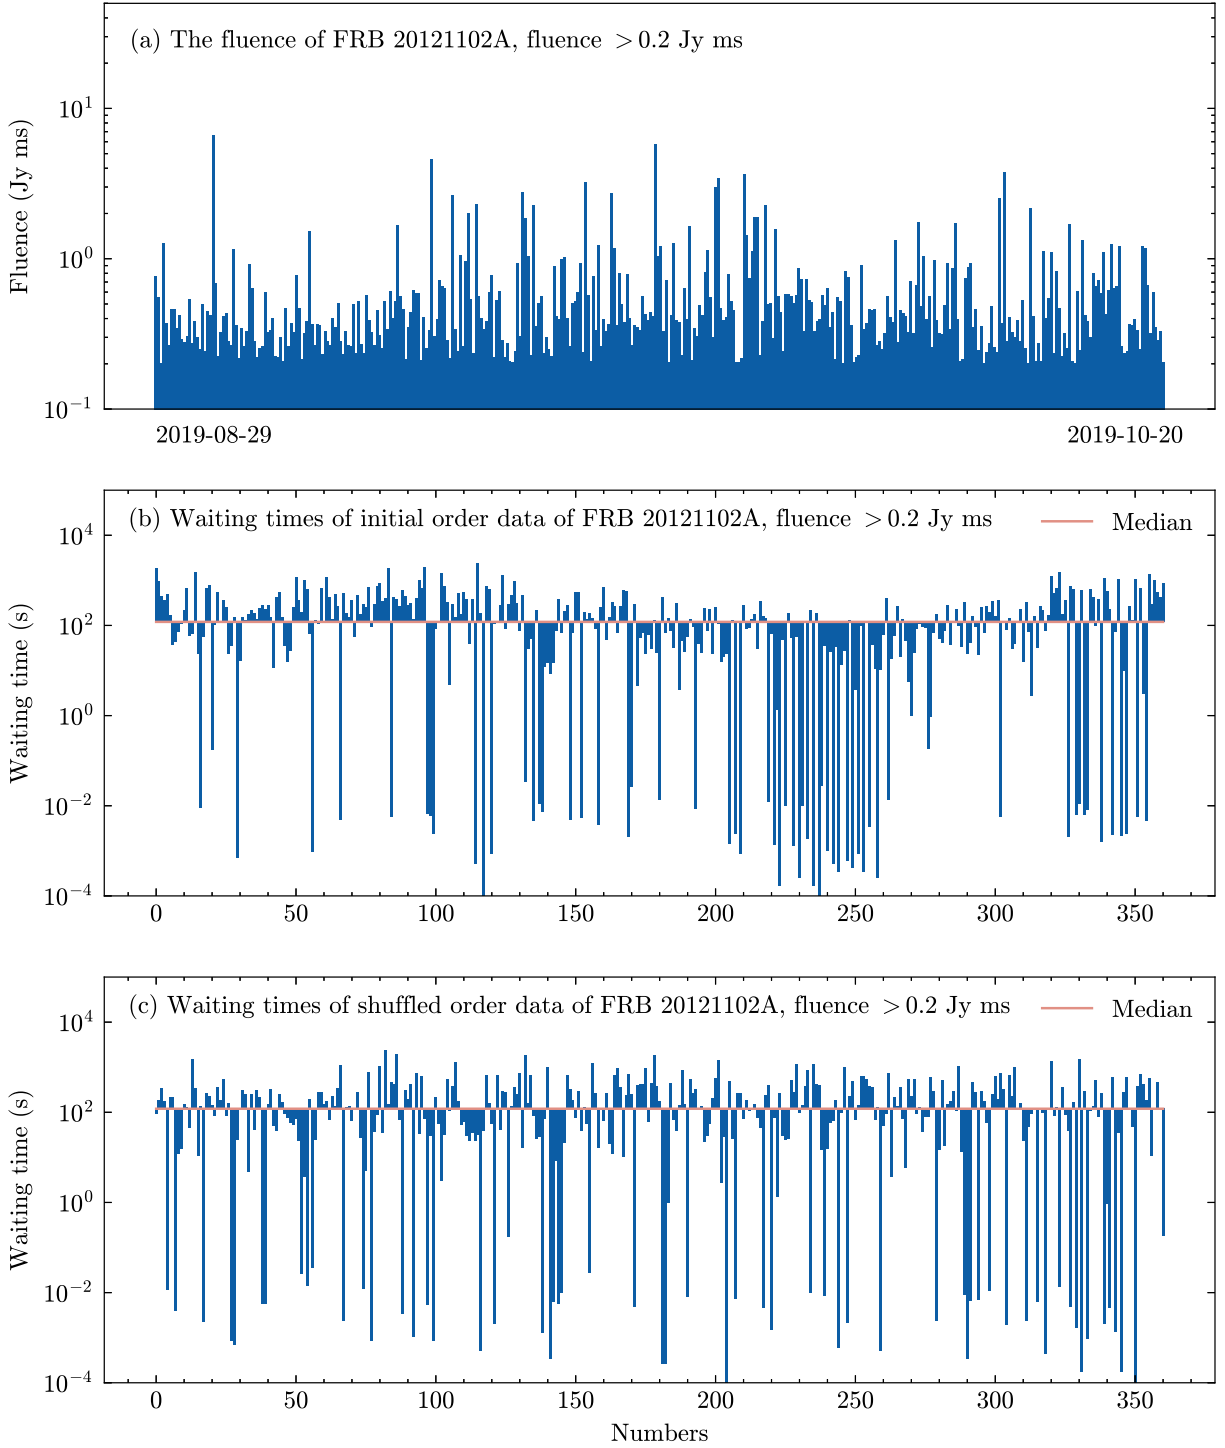 (a) The fluence of FRB 20121102A, fluence > 0.2 Jy ms
Fluence (Jy ms)
10^1
10^0
10^-1
2019-08-29 2019-10-20
(b) Waiting times of initial order data of FRB 20121102A, fluence > 0.2 Jy ms
Median
Waiting time (s)
10^4
10^2
10^0
10^-2
10^-4
0 50 100 150 200 250 300 350
(c) Waiting times of shuffled order data of FRB 20121102A, fluence > 0.2 Jy ms
Median
Waiting time (s)
10^4
10^2
10^0
10^-2
10^-4
0 50 100 150 200 250 300 350
Numbers